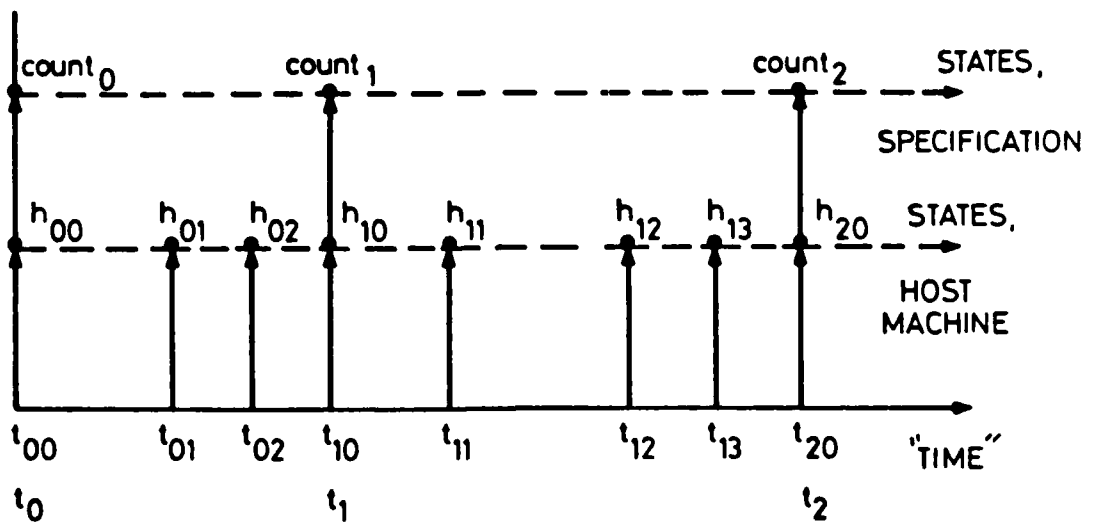 count₀ count₁ count₂ STATES,
SPECIFICATION
h₀₀ h₀₁ h₀₂ h₁₀ h₁₁ h₁₂ h₁₃ h₂₀ STATES,
HOST
MACHINE
t₀₀ t₀₁ t₀₂ t₁₀ t₁₁ t₁₂ t₁₃ t₂₀ "TIME"
t₀ t₁ t₂